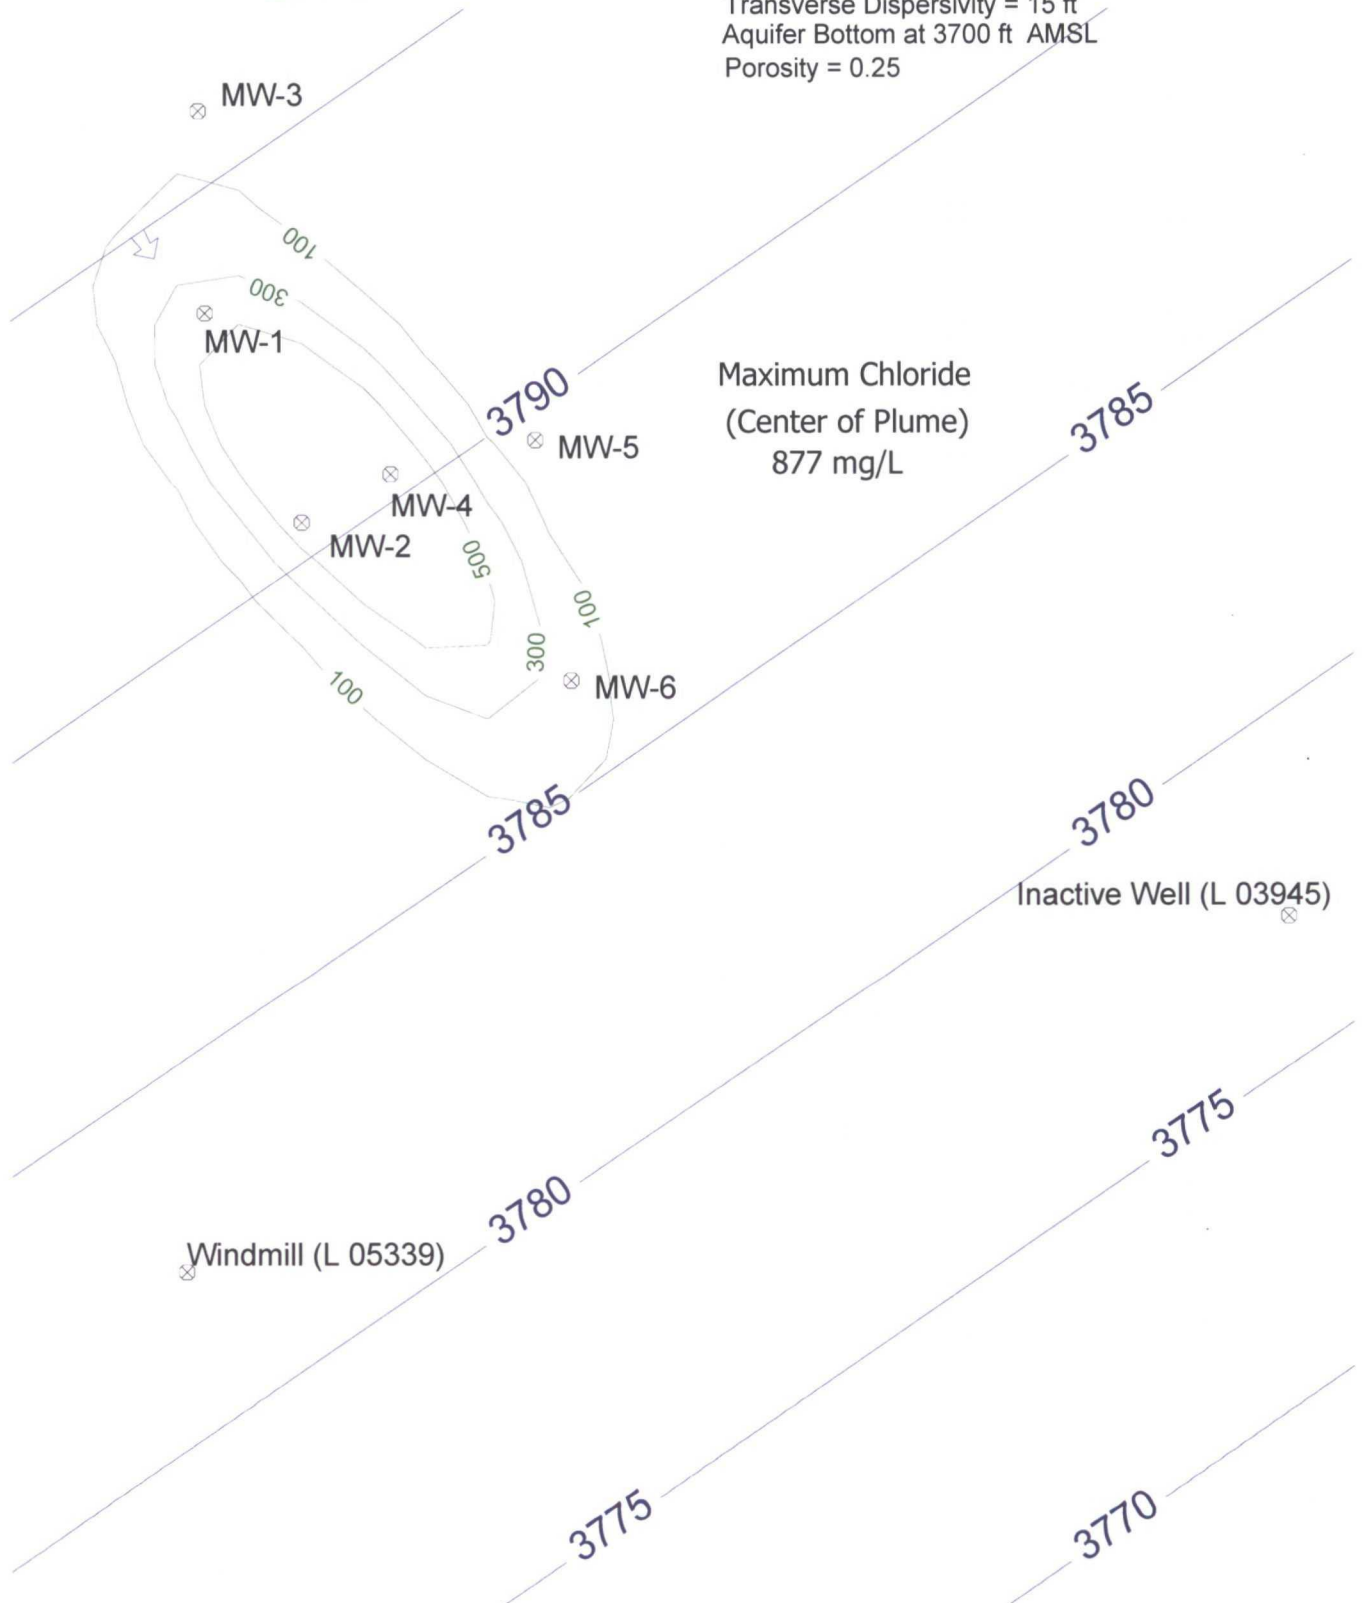 Transverse Dispersivity = 15 ft
Aquifer Bottom at 3700 ft AMSL
Porosity = 0.25
MW-3
100
300
MW-1
3790
MW-5
Maximum Chloride
(Center of Plume)
877 mg/L
3785
MW-4
MW-2
500
100
300
MW-6
100
3785
3780
Inactive Well (L 03945)
3775
3780
Windmill (L 05339)
3775
3770